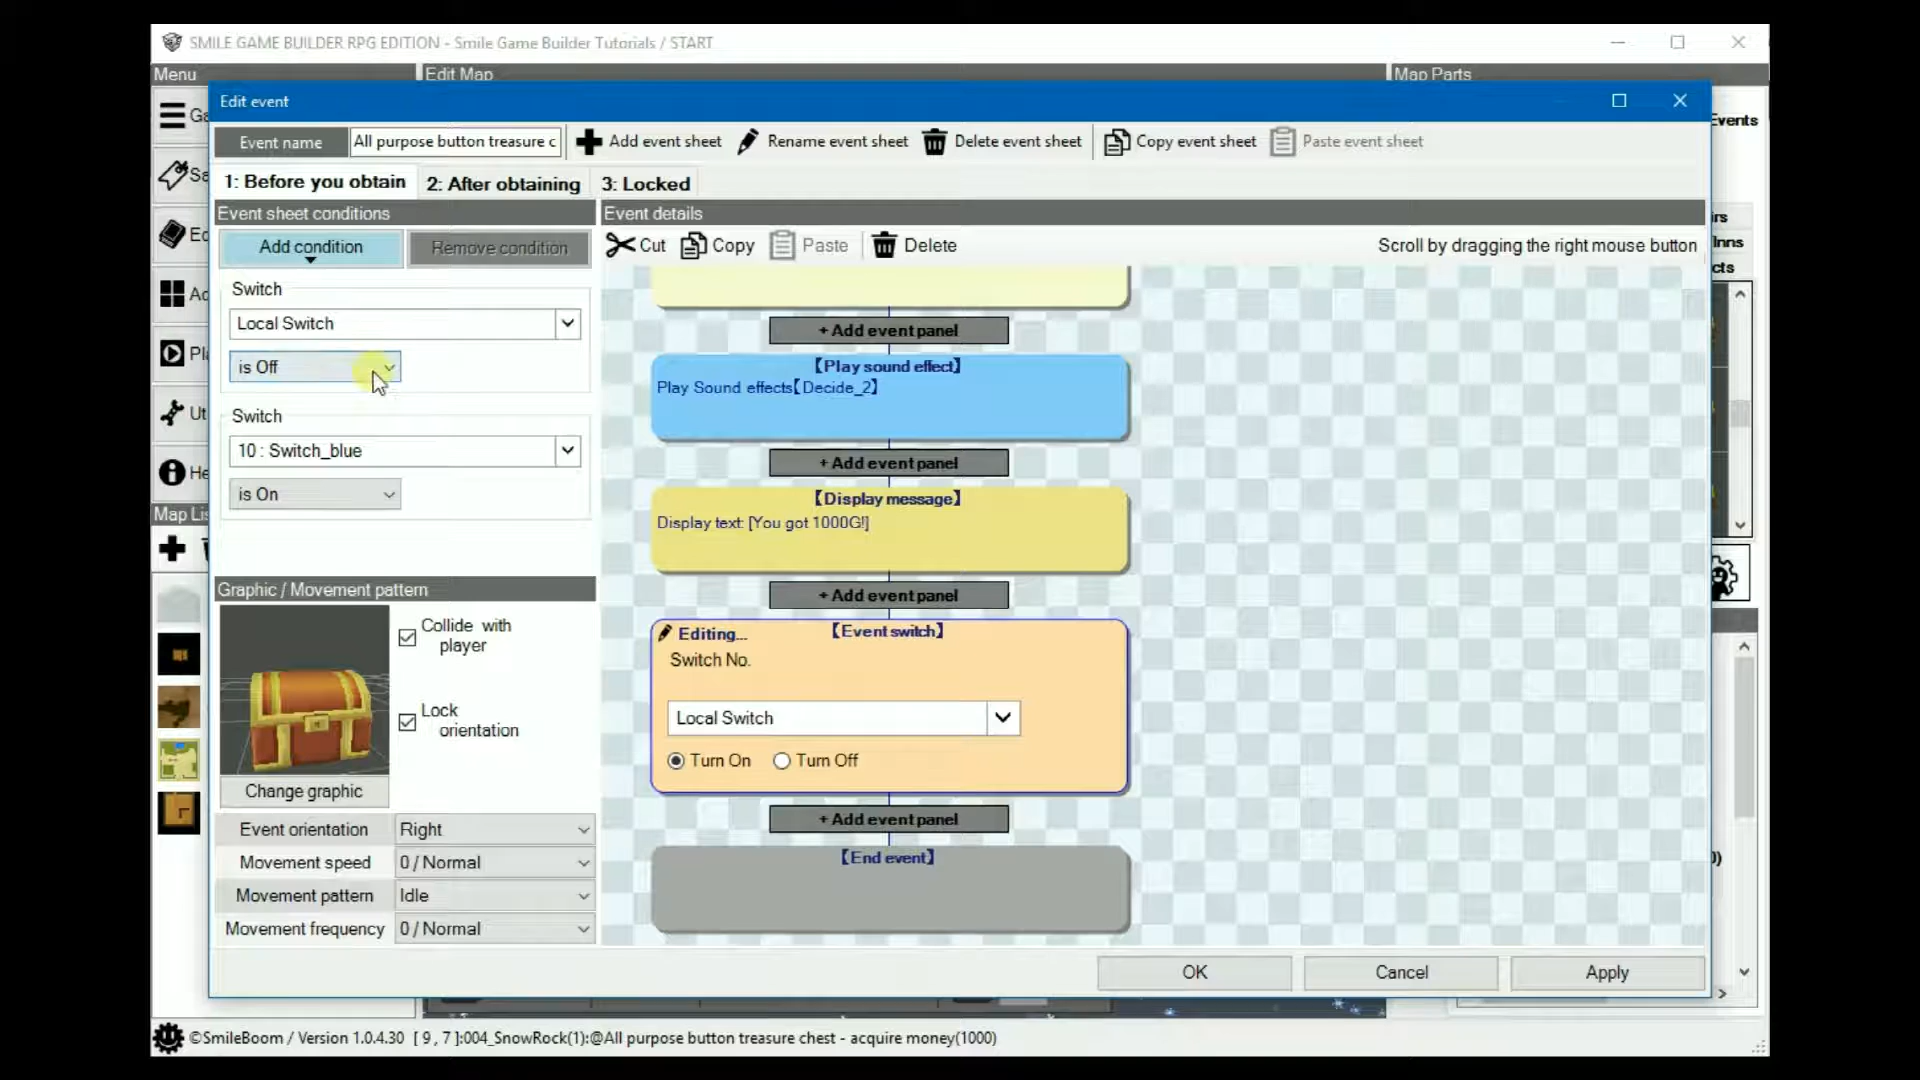 SMILE GAME BUILDER RPG EDITION - Smile Game Builder Tutorials / START
Menu
Edit Map
Map Parts
Edit event
Event name
All purpose button treasure c
Add event sheet
Rename event sheet
Delete event sheet
Copy event sheet
Paste event sheet
1: Before you obtain
2: After obtaining
3: Locked
Event sheet conditions
Event details
Add condition
Remove condition
Cut
Copy
Paste
Delete
Scroll by dragging the right mouse button
Switch
Local Switch
is Off
Switch
10 : Switch_blue
is On
+ Add event panel
【Play sound effect】
Play Sound effects【Decide_2】
+ Add event panel
【Display message】
Display text: [You got 1000G!]
+ Add event panel
Editing...
【Event switch】
Switch No.
Local Switch
Turn On
Turn Off
+ Add event panel
【End event】
Graphic / Movement pattern
Collide with
player
Lock
orientation
Change graphic
Event orientation
Right
Movement speed
0 / Normal
Movement pattern
Idle
Movement frequency
0 / Normal
OK
Cancel
Apply
Events
Inns
Map Lis
©SmileBoom / Version 1.0.4.30 [ 9 , 7 ]:004_SnowRock(1):@All purpose button treasure chest - acquire money(1000)